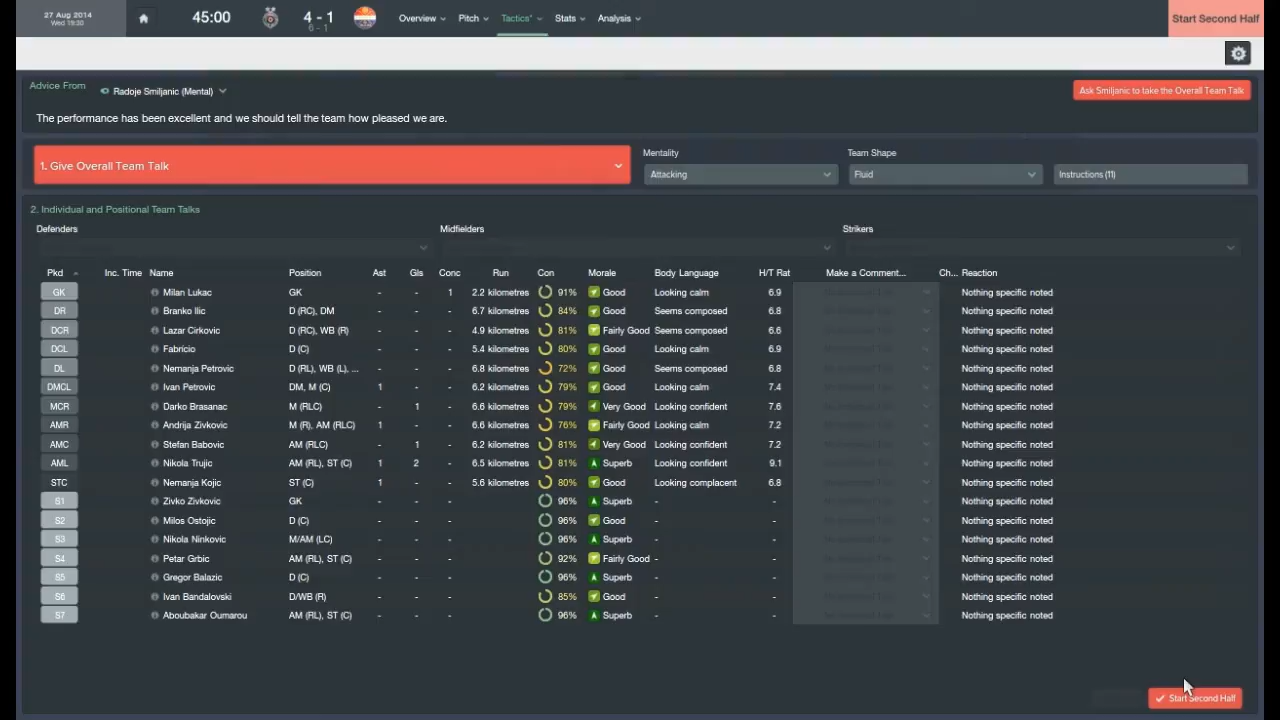 27 Aug 2014
Wed 19:30
45:00
4 - 1
6 - 1
Overview
Pitch
Tactics*
Stats
Analysis
Start Second Half
Advice From
Radoje Smiljanic (Mental)
Ask Smiljanic to take the Overall Team Talk
The performance has been excellent and we should tell the team how pleased we are.
1. Give Overall Team Talk
Mentality
Team Shape
Attacking
Fluid
Instructions (11)
2. Individual and Positional Team Talks
Defenders
Midfielders
Strikers
Pkd Inc. Time Name Position Ast Gls Conc Run Con Morale Body Language H/T Rat Make a Comment... Ch... Reaction
GK Milan Lukac GK - - 1 2.2 kilometres 91% Good Looking calm 6.9 Nothing specific noted
DR Branko Ilic D (RC), DM - - - 6.7 kilometres 84% Good Seems composed 6.8 Nothing specific noted
DCR Lazar Cirkovic D (RC), WB (R) - - - 4.9 kilometres 81% Fairly Good Seems composed 6.6 Nothing specific noted
DCL Fabrício D (C) - - - 5.4 kilometres 80% Good Looking calm 6.9 Nothing specific noted
DL Nemanja Petrovic D (RL), WB (L), ... - - - 6.8 kilometres 72% Good Seems composed 6.8 Nothing specific noted
DMCL Ivan Petrovic DM, M (C) 1 - - 6.2 kilometres 79% Good Looking calm 7.4 Nothing specific noted
MCR Darko Brasanac M (RLC) - 1 - 6.6 kilometres 79% Very Good Looking confident 7.6 Nothing specific noted
AMR Andrija Zivkovic M (R), AM (RLC) 1 - - 6.6 kilometres 76% Fairly Good Looking calm 7.2 Nothing specific noted
AMC Stefan Babovic AM (RLC) - 1 - 6.2 kilometres 81% Very Good Looking confident 7.2 Nothing specific noted
AML Nikola Trujic AM (RL), ST (C) 1 2 - 6.5 kilometres 81% Superb Looking confident 9.1 Nothing specific noted
STC Nemanja Kojic ST (C) 1 - - 5.6 kilometres 80% Good Looking complacent 6.8 Nothing specific noted
S1 Zivko Zivkovic GK - - - 96% Superb - - Nothing specific noted
S2 Milos Ostojic D (C) - - - 96% Good - - Nothing specific noted
S3 Nikola Ninkovic M/AM (LC) - - - 96% Superb - - Nothing specific noted
S4 Petar Grbic AM (RL), ST (C) - - - 92% Fairly Good - - Nothing specific noted
S5 Gregor Balazic D (C) - - - 96% Superb - - Nothing specific noted
S6 Ivan Bandalovski D/WB (R) - - - 85% Good - - Nothing specific noted
S7 Aboubakar Oumarou AM (RL), ST (C) - - - 96% Superb - - Nothing specific noted
Start Second Half